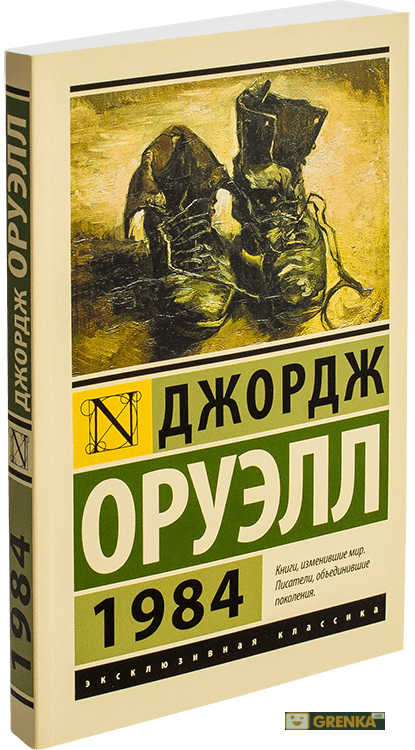 ДЖОРДЖ ОРУЭЛЛ
N
1984
N
ДЖОРДЖ
ОРУЭЛЛ
1984
Книги, изменившие мир.
Писатели, объединившие
поколения.
эксклюзивная классика
GRENKA